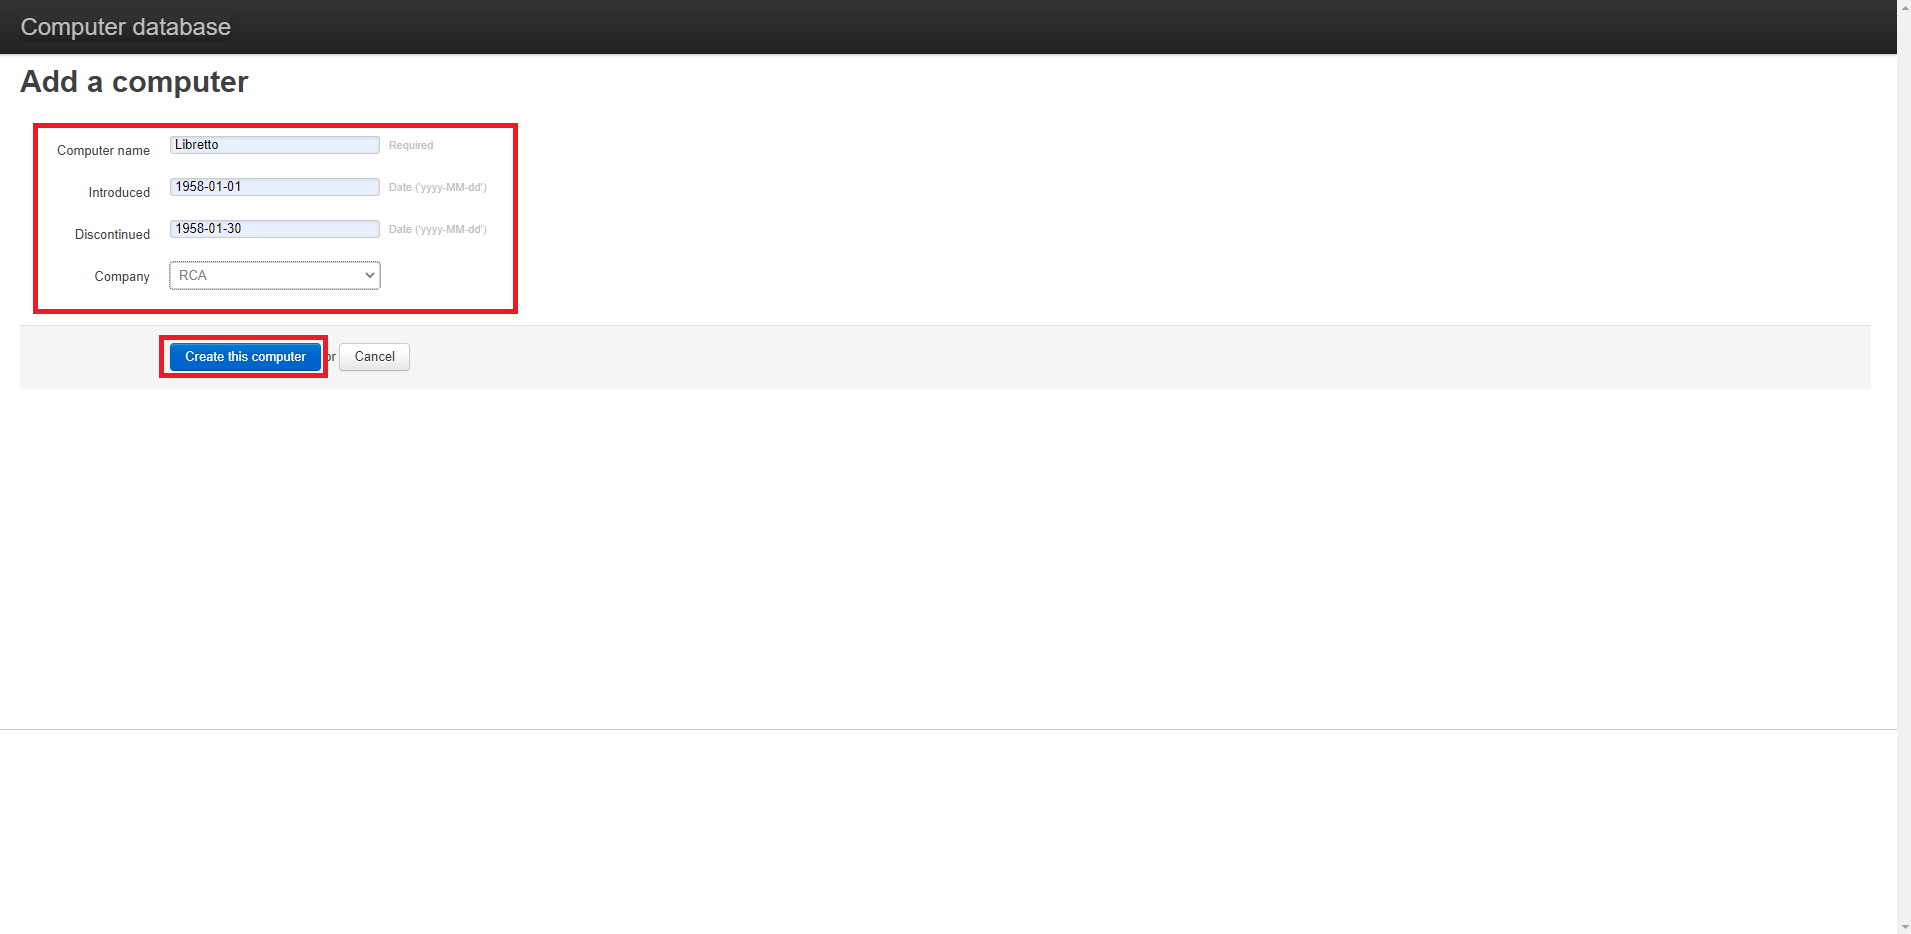 Computer database
Add a computer
Computer name Libretto Required
Introduced 1958-01-01 Date ('yyyy-MM-dd')
Discontinued 1958-01-30 Date ('yyyy-MM-dd')
Company RCA
Create this computer or Cancel